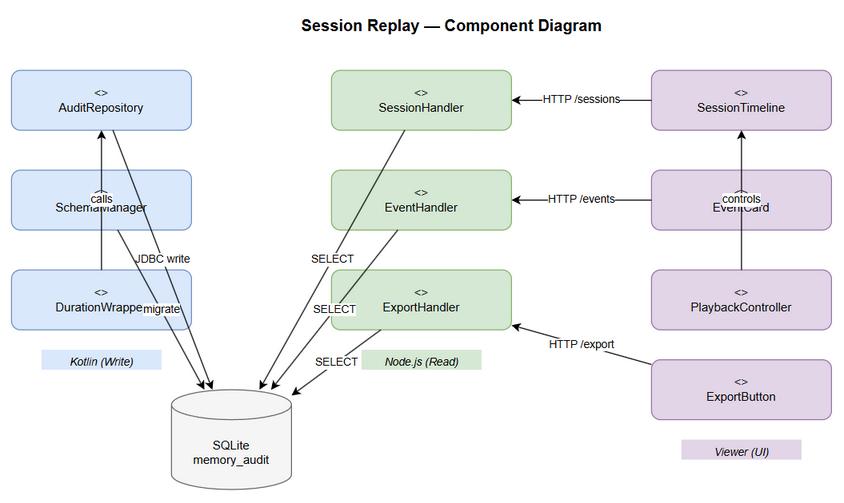 Session Replay — Component Diagram
<>
AuditRepository
<>
SessionHandler
HTTP /sessions
<>
SessionTimeline
calls
SchemaManager
<>
EventHandler
HTTP /events
controls
EventCard
JDBC write
SELECT
<>
DurationWrappe
migrate
SELECT
<>
ExportHandler
<>
PlaybackController
HTTP /export
Kotlin (Write)
SELECT
Node.js (Read)
<>
ExportButton
SQLite
memory_audit
Viewer (UI)